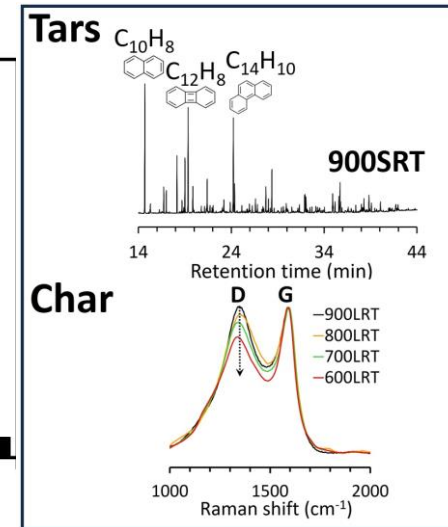 Tars
C₁₀H₈
C₁₂H₈
C₁₄H₁₀
900SRT
14 24 34 44
Retention time (min)
Char
D G
900LRT
800LRT
700LRT
600LRT
1000 1500 2000
Raman shift (cm⁻¹)